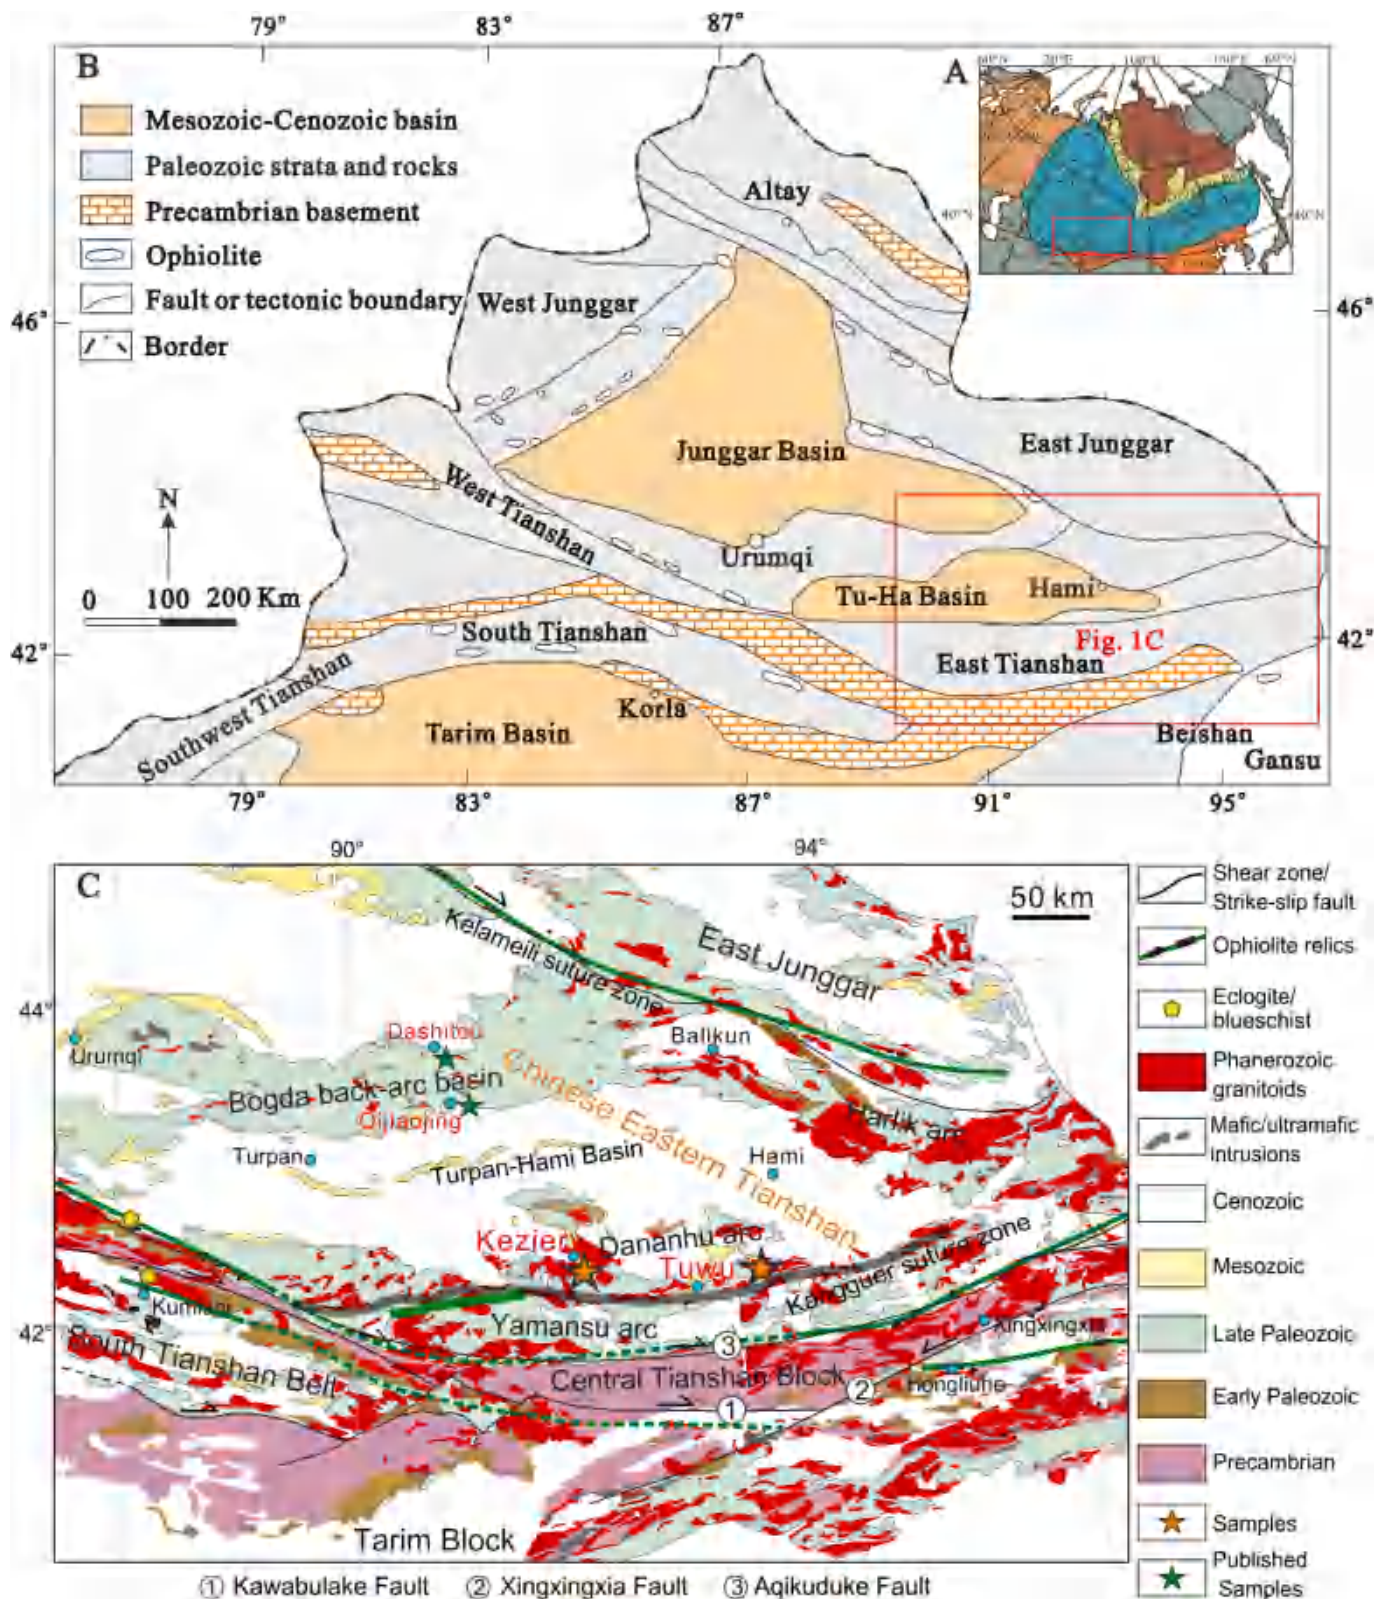 79°
83°
87°
B
A
Mesozoic-Cenozoic basin
Paleozoic strata and rocks
Precambrian basement
Ophiolite
Fault or tectonic boundary
Border
Altay
40°N
West Junggar
46°
46°
Junggar Basin
East Junggar
West Tianshan
N
Urumqi
Tu-Ha Basin
Hami
0 100 200 Km
South Tianshan
Fig. 1C
42°
42°
East Tianshan
Southwest Tianshan
Korla
Tarim Basin
Beishan
Gansu
79°
83°
87°
91°
95°
90°
94°
C
50 km
Kelameili suture zone
East Junggar
44°
Dashitou
Balikun
Urumqi
Chinese Eastern Tianshan
Bogda back-arc basin
Qijiaojing
Harlik arc
Turpan
Turpan-Hami Basin
Hami
Kezier
Dananhu arc
Tuwu
Kangguer suture zone
Kumishi
42°
Yamansu arc
3
Xingxingxia
South Tianshan Belt
Central Tianshan Block
2
Hongliuhe
1
Tarim Block
Shear zone/
Strike-slip fault
Ophiolite relics
Eclogite/
blueschist
Phanerozoic
granitoids
Mafic/ultramafic
intrusions
Cenozoic
Mesozoic
Late Paleozoic
Early Paleozoic
Precambrian
Samples
Published
Samples
① Kawabulake Fault ② Xingxingxia Fault ③ Aqikuduke Fault